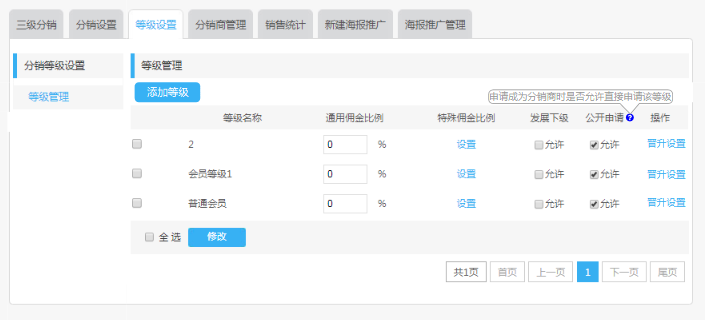 三级分销 分销设置 等级设置 分销商管理 销售统计 新建海报推广 海报推广管理
分销等级设置
等级管理
等级管理
添加等级
申请成为分销商时是否允许直接申请该等级
等级名称 通用佣金比例 特殊佣金比例 发展下级 公开申请 ? 操作
2 0 % 设置 允许 允许 晋升设置
会员等级1 0 % 设置 允许 允许 晋升设置
普通会员 0 % 设置 允许 允许 晋升设置
全 选 修改
共1页 首页 上一页 1 下一页 尾页